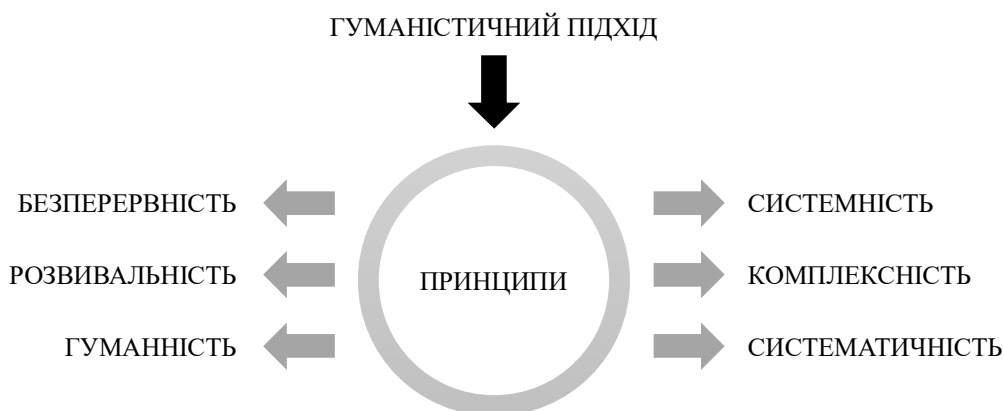 ГУМАНІСТИЧНИЙ ПІДХІД
БЕЗПЕРЕРВНІСТЬ
РОЗВИВАЛЬНІСТЬ
ГУМАННІСТЬ
ПРИНЦИПИ
СИСТЕМНІСТЬ
КОМПЛЕКСНІСТЬ
СИСТЕМАТИЧНІСТЬ